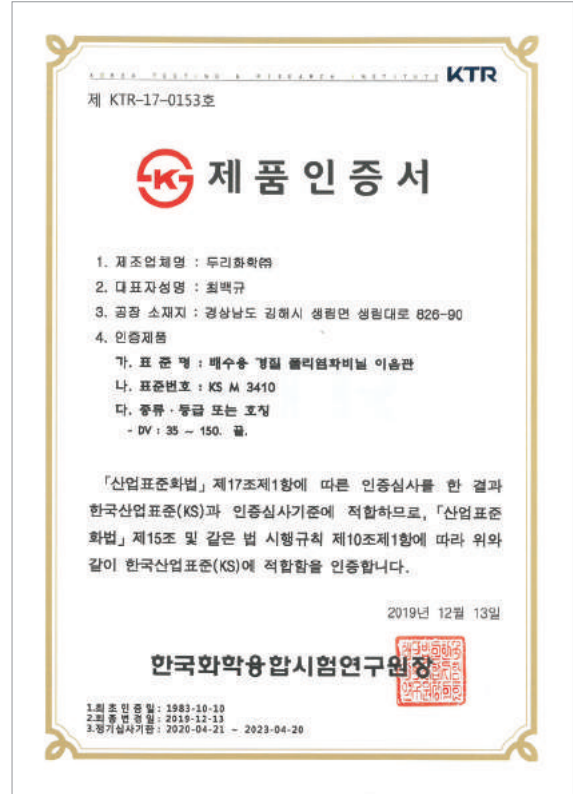 KOREA TESTING & RESEARCH INSTITUTE KTR
제 KTR-17-0153호
제품인증서
1. 제조업체명 : 두리화학㈜
2. 대표자성명 : 최백규
3. 공장 소재지 : 경상남도 김해시 생림면 생림대로 826-90
4. 인증제품
가. 표 준 명 : 배수용 경질 폴리염화비닐 이음관
나. 표준번호 : KS M 3410
다. 종류 · 등급 또는 호칭
- DV : 35 ~ 150. 끝.
「산업표준화법」 제17조제1항에 따른 인증심사를 한 결과
한국산업표준(KS)과 인증심사기준에 적합하므로, 「산업표준
화법」 제15조 및 같은 법 시행규칙 제10조제1항에 따라 위와
같이 한국산업표준(KS)에 적합함을 인증합니다.
2019년 12월 13일
한국화학융합시험연구원장
1.최초인증일: 1983-10-10
2.최종변경일: 2019-12-13
3.정기심사기한: 2020-04-21 ~ 2023-04-20